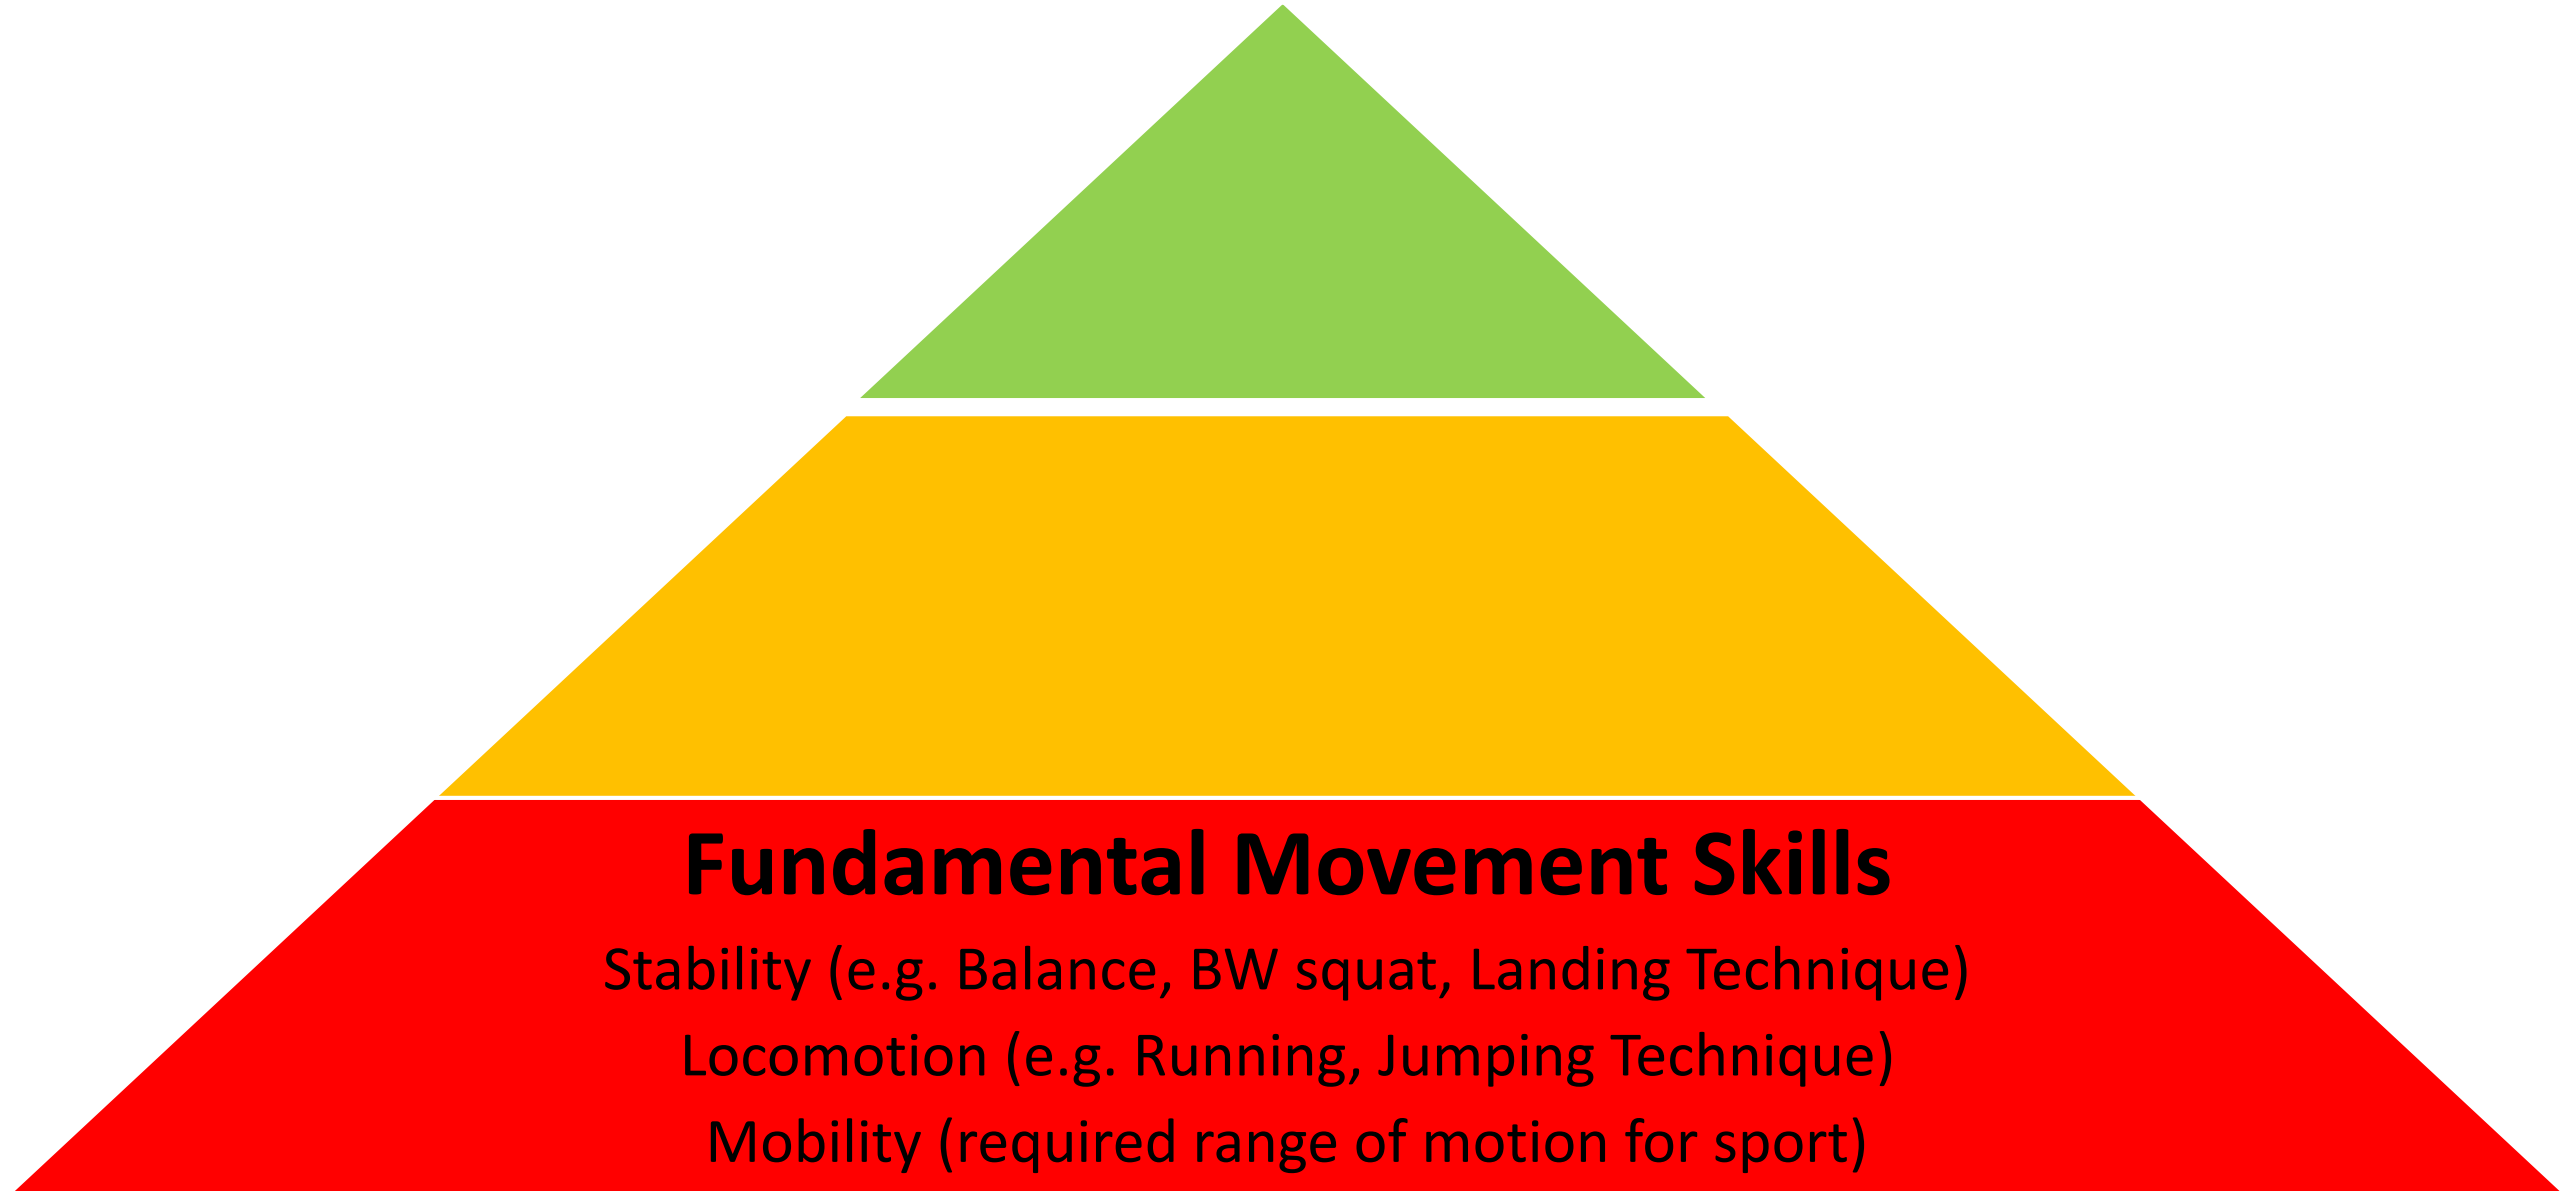 Fundamental Movement Skills
Stability (e.g. Balance, BW squat, Landing Technique)
Locomotion (e.g. Running, Jumping Technique)
Mobility (required range of motion for sport)